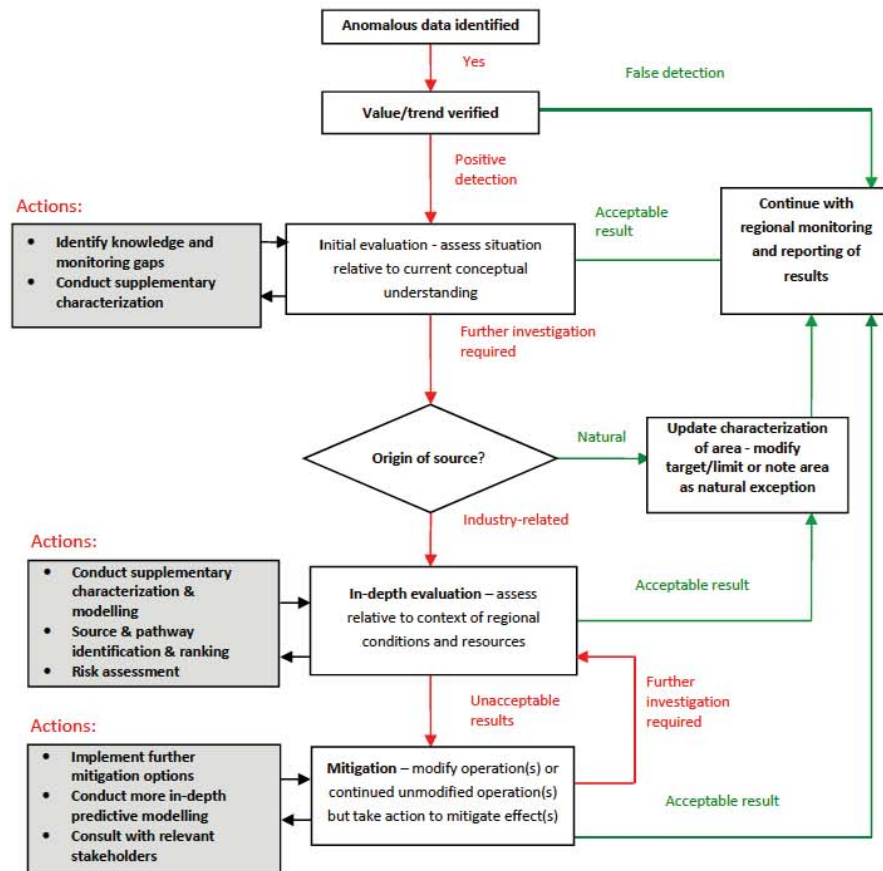 Anomalous data identified
Yes
False detection
Value/trend verified
Positive
detection
Actions:
• Identify knowledge and
monitoring gaps
• Conduct supplementary
characterization
Initial evaluation - assess situation
relative to current conceptual
understanding
Acceptable
result
Continue with
regional monitoring
and reporting of
results
Further investigation
required
Origin of source?
Natural
Update characterization
of area - modify
target/limit or note area
as natural exception
Industry-related
Actions:
• Conduct supplementary
characterization &
modelling
• Source & pathway
identification & ranking
• Risk assessment
In-depth evaluation – assess
relative to context of regional
conditions and resources
Acceptable result
Unacceptable
results
Further
investigation
required
Actions:
• Implement further
mitigation options
• Conduct more in-depth
predictive modelling
• Consult with relevant
stakeholders
Mitigation – modify operation(s) or
continued unmodified operation(s)
but take action to mitigate effect(s)
Acceptable result